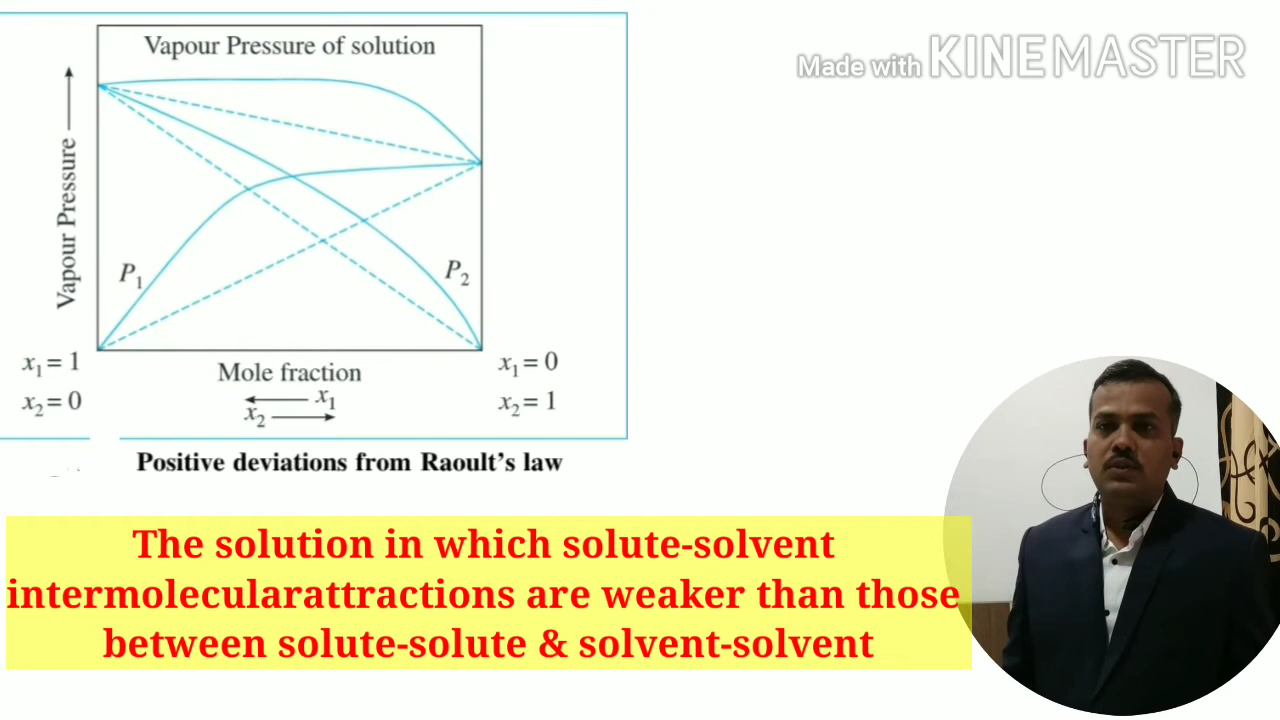 Vapour Pressure of solution
Made with KINEMASTER
Vapour Pressure
P₁
P₂
x₁ = 1
x₁ = 0
Mole fraction
x₁
x₂ = 0
x₂
x₂ = 1
Positive deviations from Raoult's law
The solution in which solute-solvent
intermolecularattractions are weaker than those
between solute-solute & solvent-solvent